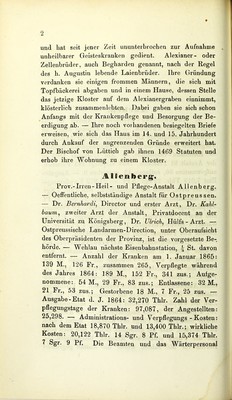 2
und hat seit jener Zeit ununterbrochen zur Aufnahme
unheilbarer Geisteskranken gedient. Alexianer- oder
Zellenbrüder, auch Begharden genannt, nach der Regel
des h. Augustin lebende Laienbrüder. Ihre Gründung
verdanken sie einigen frommen Männern, die sich mit
Topfbäckerei abgaben und in einem Hause, dessen Stelle
das jetzige Kloster auf dem Alexianergraben einnimmt,
klösterlich zusammenlebten. Dabei gaben sie sich schon
Anfangs mit der Krankenpflege und Besorgung der Be-
erdigung ab. — Ihre noch vorhandenen besiegelten Briefe
erweisen, wie sich das Haus im 14. und 15. Jahrhundert
durch Ankauf der angrenzenden Gründe erweitert hat.
Der Bischof von Lüttich gab ihnen 1469 Statuten und
erhob ihre Wohnung zu einem Kloster.
Allenberg.
Prov.-Irren-Heil- und Pflege-Anstalt Allenberg.
— Oeffentliche, selbstständige Anstalt für Ostpreussen.
— Dr. Bernhardi, Director und erster Arzt, Dr. Kahl-
baum, zweiter Arzt der Anstalt, Privatdocent an der
Universität zu Königsberg, Dr. Ulrich, Hülfs-Arzt. —
Ostpreussische Landarmen-Direction, unter Oberaufsicht
des Oberpräsidenten der Provinz, ist die vorgesetzte Be-
hörde. — Wehlau nächste Eisenbahnstation, ¼ St. davon
entfernt. — Anzahl der Kranken am 1. Januar 1865:
139 M., 126 Fr., zusammen 265, Verpflegte während
des Jahres 1864: 189 M., 152 Fr., 341 zus.; Aufge-
nommene: 54 M., 29 Fr., 83 zus.; Entlassene: 32 M.,
21 Fr., 53 zus.; Gestorbene 18 M., 7 Fr., 25 zus. —
Ausgabe-Etat d. J. 1864: 32,270 Thlr. Zahl der Ver-
pflegungstage der Kranken: 97,087, der Angestellten:
25,298. — Administrations- und Verpflegungs-Kosten:
nach dem Etat 18,870 Thlr. und 13,400 Thlr.; wirkliche
Kosten: 20,122 Thlr. 14 Sgr. 8 Pf. und 15,374 Thlr.
7 Sgr. 9 Pf. Die Beamten und das Wärterpersonal